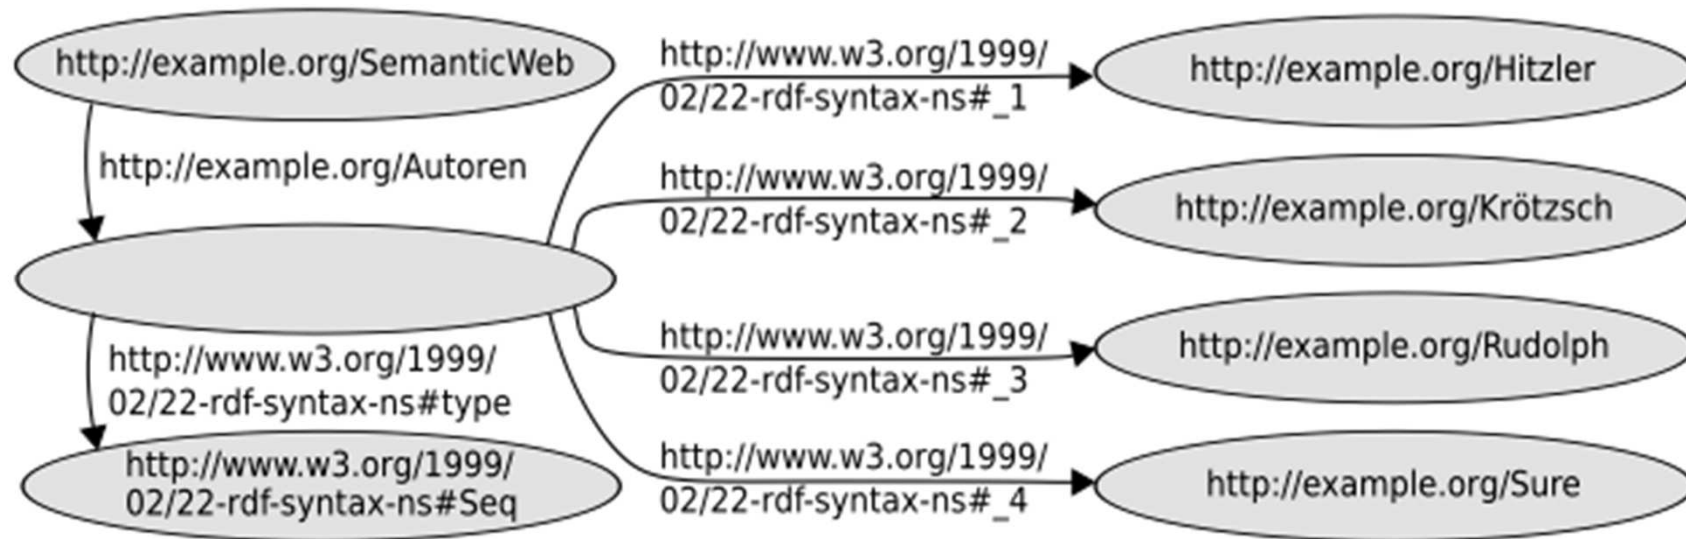 http://example.org/SemanticWeb
http://example.org/Autoren
http://www.w3.org/1999/
02/22-rdf-syntax-ns#type
http://www.w3.org/1999/
02/22-rdf-syntax-ns#Seq
http://www.w3.org/1999/
02/22-rdf-syntax-ns#_1
http://example.org/Hitzler
http://www.w3.org/1999/
02/22-rdf-syntax-ns#_2
http://example.org/Krötzsch
http://www.w3.org/1999/
02/22-rdf-syntax-ns#_3
http://example.org/Rudolph
http://www.w3.org/1999/
02/22-rdf-syntax-ns#_4
http://example.org/Sure